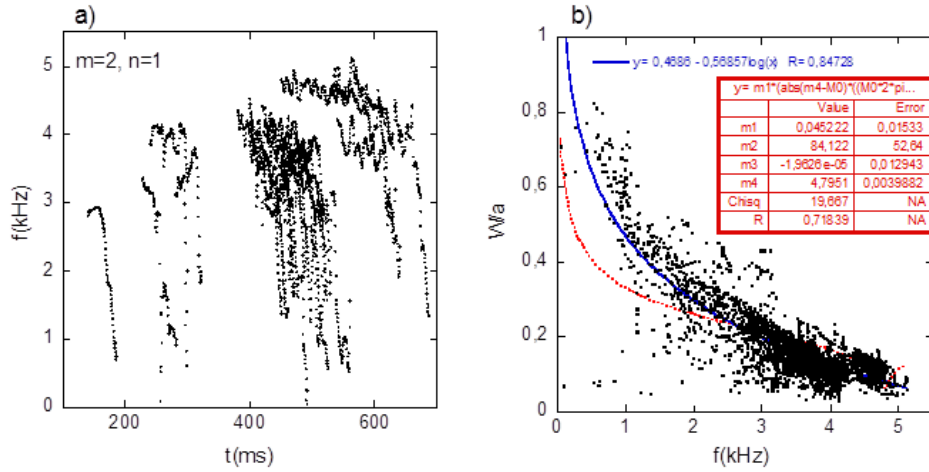 a)
m=2, n=1
f(kHz)
5
4
3
2
1
0
200
400
600
t(ms)
b)
y= 0,4686 - 0,56857log(x) R= 0,84728
y= m1*(abs(m4-M0)*((M0*2*pi...
Value Error
m1 0,045222 0,01533
m2 84,122 52,64
m3 -1,9626e-05 0,012943
m4 4,7951 0,0039882
Chisq 19,667 NA
R 0,71839 NA
W/a
1
0,8
0,6
0,4
0,2
0
0 1 2 3 4 5
f(kHz)